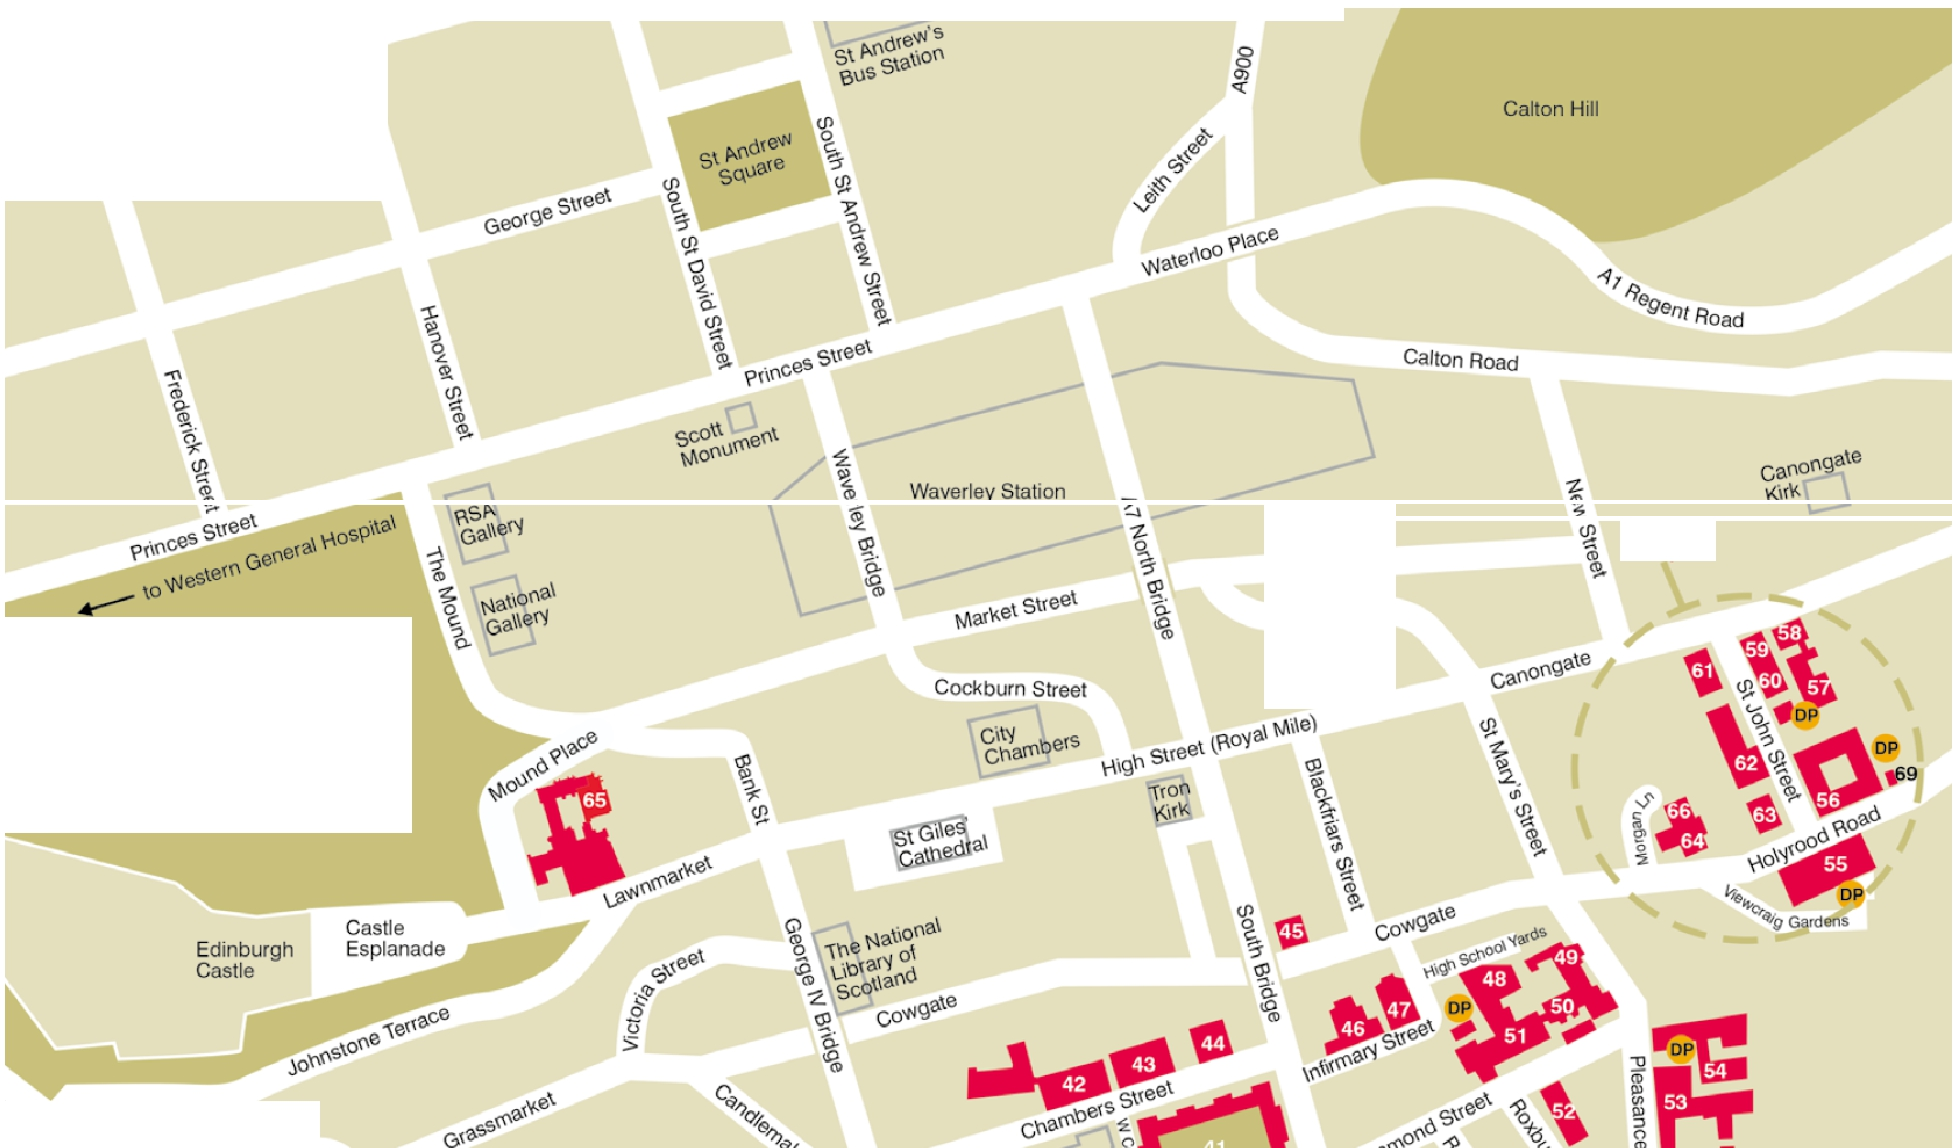 St Andrew's
Bus Station
A900
Calton Hill
St Andrew
Square
South St Andrew Street
Leith Street
George Street
South St David Street
Waterloo Place
A1 Regent Road
Hanover Street
Princes Street
Calton Road
Frederick Street
Scott
Monument
Waverley Bridge
Waverley Station
New Street
Canongate
Kirk
RSA
Gallery
Princes Street
to Western General Hospital
The Mound
A7 North Bridge
National
Gallery
Market Street
Cockburn Street
Canongate
58
59
61
60
57
St John Street
DP
City
Chambers
High Street (Royal Mile)
St Mary's Street
Mound Place
Bank St
Blackfriars Street
62
DP
69
65
Tron
Kirk
56
Morgan Ln
66
63
64
Holyrood Road
St Giles'
Cathedral
55
Lawnmarket
DP
Viewcraig Gardens
Castle
Esplanade
Edinburgh
Castle
The National
Library of
Scotland
George IV Bridge
South Bridge
45
Cowgate
High School Yards
49
48
Victoria Street
Cowgate
47
DP
50
46
51
Johnstone Terrace
44
Infirmary Street
43
DP
54
42
Chambers Street
Pleasance
53
Grassmarket
Candlema
52
mond Street
Roxbu
w C
R
41